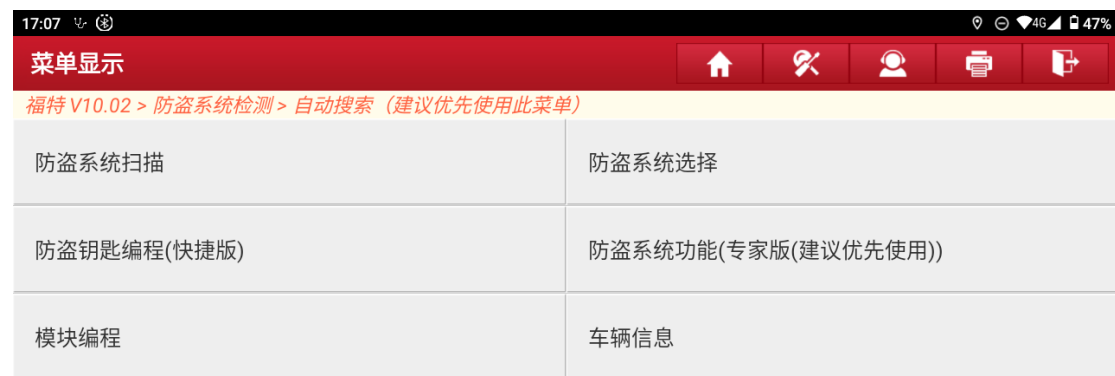 17:07 4G 47%
菜单显示
福特 V10.02 > 防盗系统检测 > 自动搜索（建议优先使用此菜单）
防盗系统扫描 防盗系统选择
防盗钥匙编程(快捷版) 防盗系统功能(专家版(建议优先使用))
模块编程 车辆信息